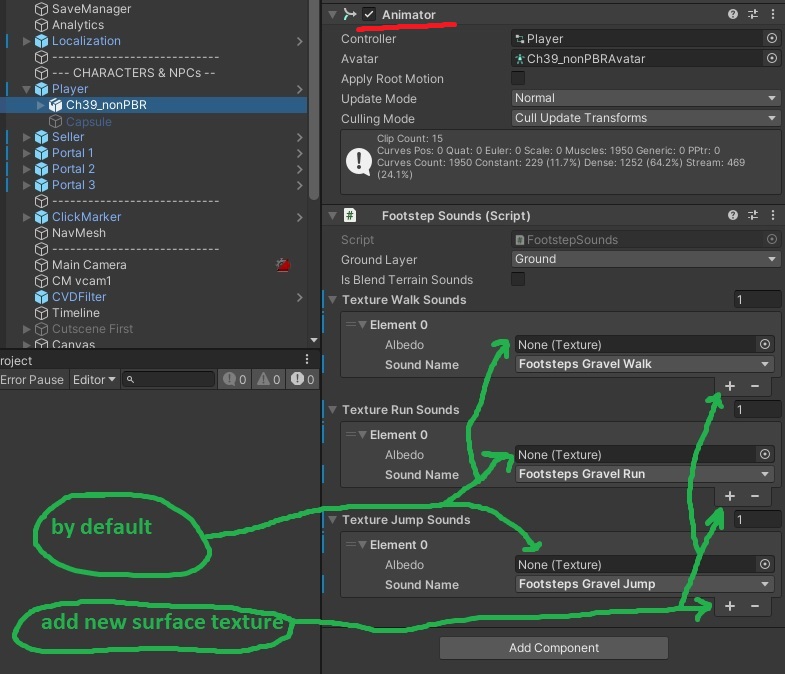 SaveManager
Analytics
Localization
---------------------------
--- CHARACTERS & NPCs --
Player
Ch39_nonPBR
Capsule
Seller
Portal 1
Portal 2
Portal 3
---------------------------
ClickMarker
NavMesh
---------------------------
Main Camera
CM vcam1
CVDFilter
Timeline
Cutscene First
Canvas
roject
Error Pause
Editor
0
0
0
by default
add new surface texture
Animator
Controller
Player
Avatar
Ch39_nonPBRAvatar
Apply Root Motion
Update Mode
Normal
Culling Mode
Cull Update Transforms
Clip Count: 15
Curves Pos: 0 Quat: 0 Euler: 0 Scale: 0 Muscles: 1950 Generic: 0 PPtr: 0
Curves Count: 1950 Constant: 229 (11.7%) Dense: 1252 (64.2%) Stream: 469
(24.1%)
Footstep Sounds (Script)
Script
FootstepSounds
Ground Layer
Ground
Is Blend Terrain Sounds
Texture Walk Sounds
1
Element 0
Albedo
None (Texture)
Sound Name
Footsteps Gravel Walk
Texture Run Sounds
1
Element 0
Albedo
None (Texture)
Sound Name
Footsteps Gravel Run
Texture Jump Sounds
1
Element 0
Albedo
None (Texture)
Sound Name
Footsteps Gravel Jump
Add Component